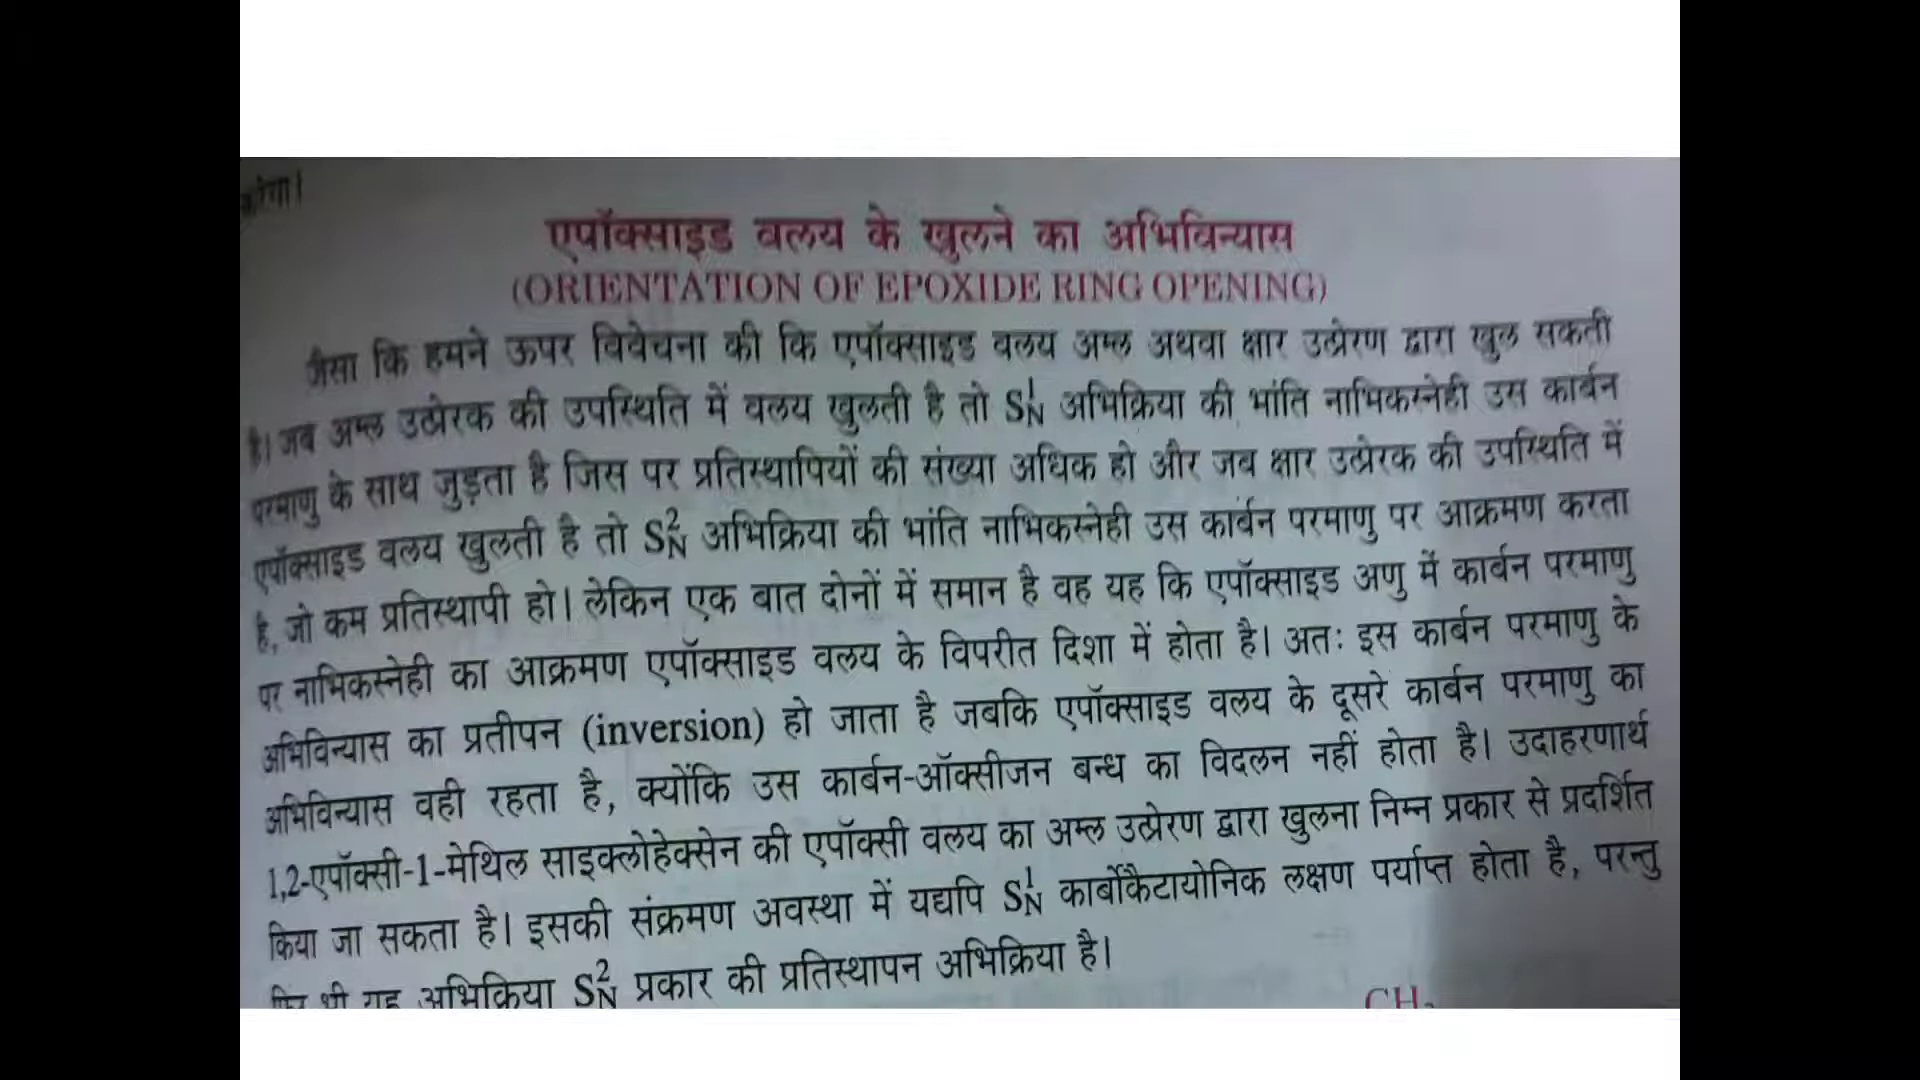 करेगा।
एपॉक्साइड वलय के खुलने का अभिविन्यास
(ORIENTATION OF EPOXIDE RING OPENING)
जैसा कि हमने ऊपर विवेचना की कि एपॉक्साइड वलय अम्ल अथवा क्षार उत्प्रेरण द्वारा खुल सकती
है। जब अम्ल उत्प्रेरक की उपस्थिति में वलय खुलती है तो S¹N अभिक्रिया की भांति नाभिकस्नेही उस कार्बन
परमाणु के साथ जुड़ता है जिस पर प्रतिस्थापियों की संख्या अधिक हो और जब क्षार उत्प्रेरक की उपस्थिति में
एपॉक्साइड वलय खुलती है तो S²N अभिक्रिया की भांति नाभिकस्नेही उस कार्बन परमाणु पर आक्रमण करता
है, जो कम प्रतिस्थापी हो। लेकिन एक बात दोनों में समान है वह यह कि एपॉक्साइड अणु में कार्बन परमाणु
पर नाभिकस्नेही का आक्रमण एपॉक्साइड वलय के विपरीत दिशा में होता है। अतः इस कार्बन परमाणु के
अभिविन्यास का प्रतीपन (inversion) हो जाता है जबकि एपॉक्साइड वलय के दूसरे कार्बन परमाणु का
अभिविन्यास वही रहता है, क्योंकि उस कार्बन-ऑक्सीजन बन्ध का विदलन नहीं होता है। उदाहरणार्थ
1,2-एपॉक्सी-1-मेथिल साइक्लोहेक्सेन की एपॉक्सी वलय का अम्ल उत्प्रेरण द्वारा खुलना निम्न प्रकार से प्रदर्शित
किया जा सकता है। इसकी संक्रमण अवस्था में यद्यपि S¹N कार्बोकैटायोनिक लक्षण पर्याप्त होता है, परन्तु
फिर भी यह अभिक्रिया S²N प्रकार की प्रतिस्थापन अभिक्रिया है।
CH₃